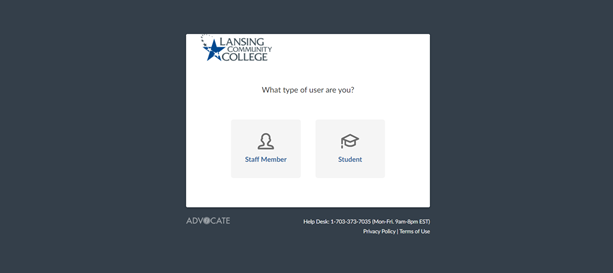 LANSING
COMMUNITY
COLLEGE
What type of user are you?
Staff Member
Student
ADVOCATE
Help Desk: 1-703-373-7035 (Mon-Fri, 9am-8pm EST)
Privacy Policy | Terms of Use